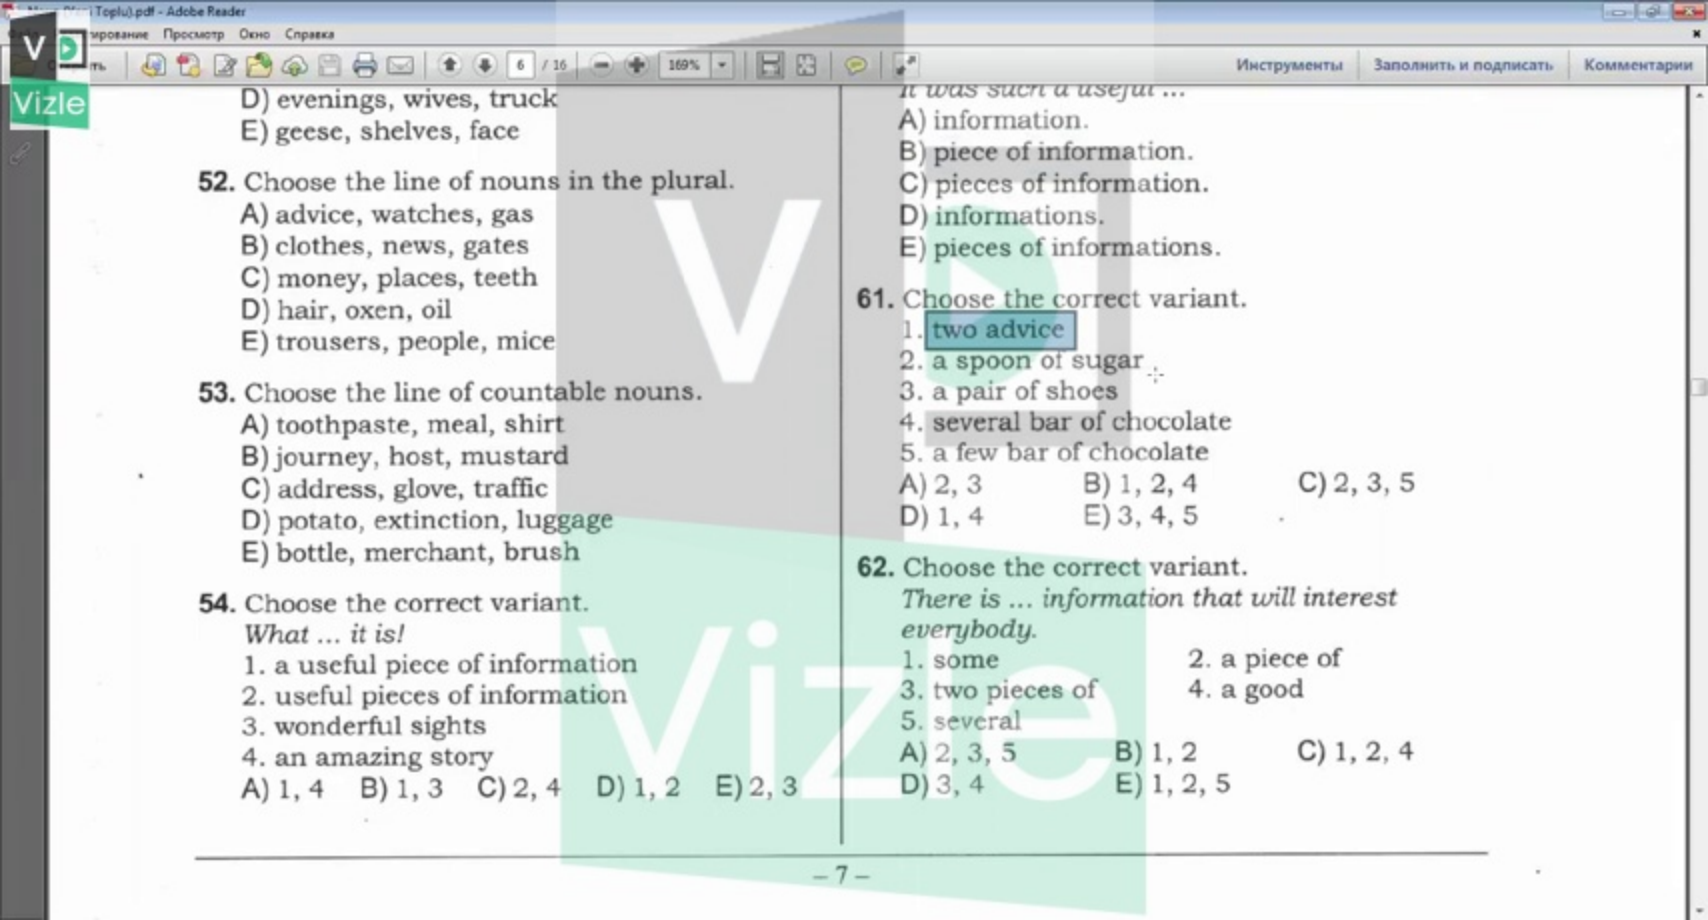 (Yeni Toplu).pdf - Adobe Reader
Просмотр Окно Справка
6 / 16 169% Инструменты Заполнить и подписать Комментарии
V
Vizle
D) evenings, wives, truck
E) geese, shelves, face
52. Choose the line of nouns in the plural.
A) advice, watches, gas
B) clothes, news, gates
C) money, places, teeth
D) hair, oxen, oil
E) trousers, people, mice
53. Choose the line of countable nouns.
A) toothpaste, meal, shirt
B) journey, host, mustard
C) address, glove, traffic
D) potato, extinction, luggage
E) bottle, merchant, brush
54. Choose the correct variant.
What ... it is!
1. a useful piece of information
2. useful pieces of information
3. wonderful sights
4. an amazing story
A) 1, 4 B) 1, 3 C) 2, 4 D) 1, 2 E) 2, 3
It was such a useful ...
A) information.
B) piece of information.
C) pieces of information.
D) informations.
E) pieces of informations.
61. Choose the correct variant.
1. two advice
2. a spoon of sugar
3. a pair of shoes
4. several bar of chocolate
5. a few bar of chocolate
A) 2, 3 B) 1, 2, 4 C) 2, 3, 5
D) 1, 4 E) 3, 4, 5
62. Choose the correct variant.
There is ... information that will interest
everybody.
1. some 2. a piece of
3. two pieces of 4. a good
5. several
A) 2, 3, 5 B) 1, 2 C) 1, 2, 4
D) 3, 4 E) 1, 2, 5
– 7 –
V
Vizle